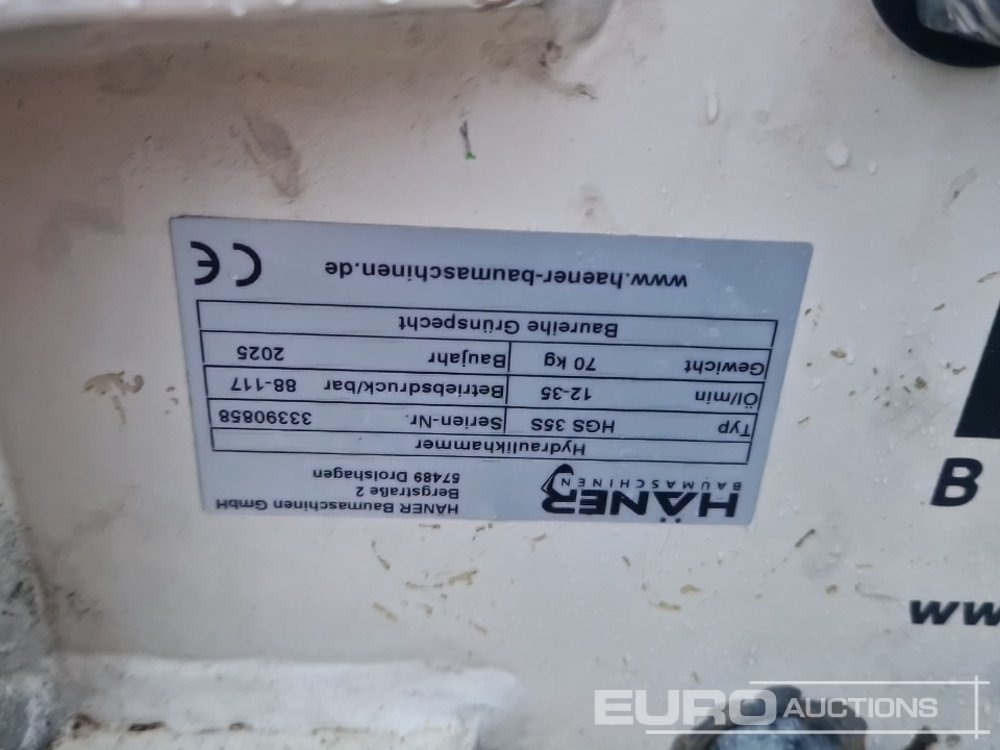 HÄNER
BAUMASCHINEN
HÄNER Baumaschinen GmbH
Bergstraße 2
57489 Drolshagen
Hydraulikhammer
Typ HGS 35S Serien-Nr. 33390858
Öl/min 12-35 Betriebsdruck/bar 88-117
Gewicht 70 kg Baujahr 2025
Baureihe Grünspecht
www.haener-baumaschinen.de CE
B
ww
EURO AUCTIONS